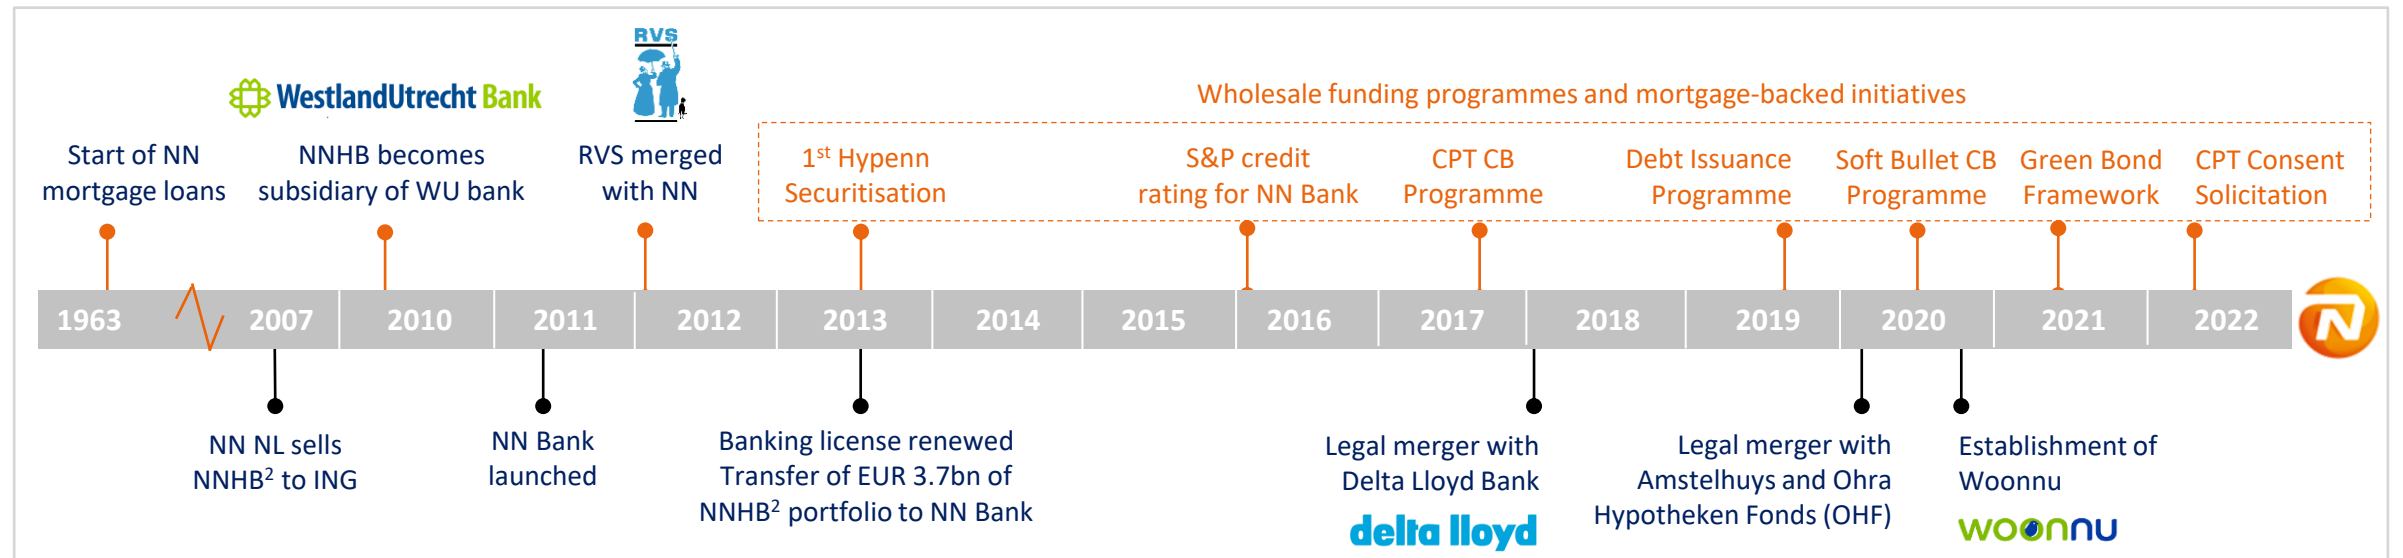 RVS
WestlandUtrecht Bank
Wholesale funding programmes and mortgage-backed initiatives
Start of NN
mortgage loans
NNHB becomes
subsidiary of WU bank
RVS merged
with NN
1st Hypenn
Securitisation
S&P credit
rating for NN Bank
CPT CB
Programme
Debt Issuance
Programme
Soft Bullet CB
Programme
Green Bond
Framework
CPT Consent
Solicitation
1963 2007 2010 2011 2012 2013 2014 2015 2016 2017 2018 2019 2020 2021 2022
N
NN NL sells
NNHB2 to ING
NN Bank
launched
Banking license renewed
Transfer of EUR 3.7bn of
NNHB2 portfolio to NN Bank
Legal merger with
Delta Lloyd Bank
delta lloyd
Legal merger with
Amstelhuys and Ohra
Hypotheken Fonds (OHF)
Establishment of
Woonnu
woonnu